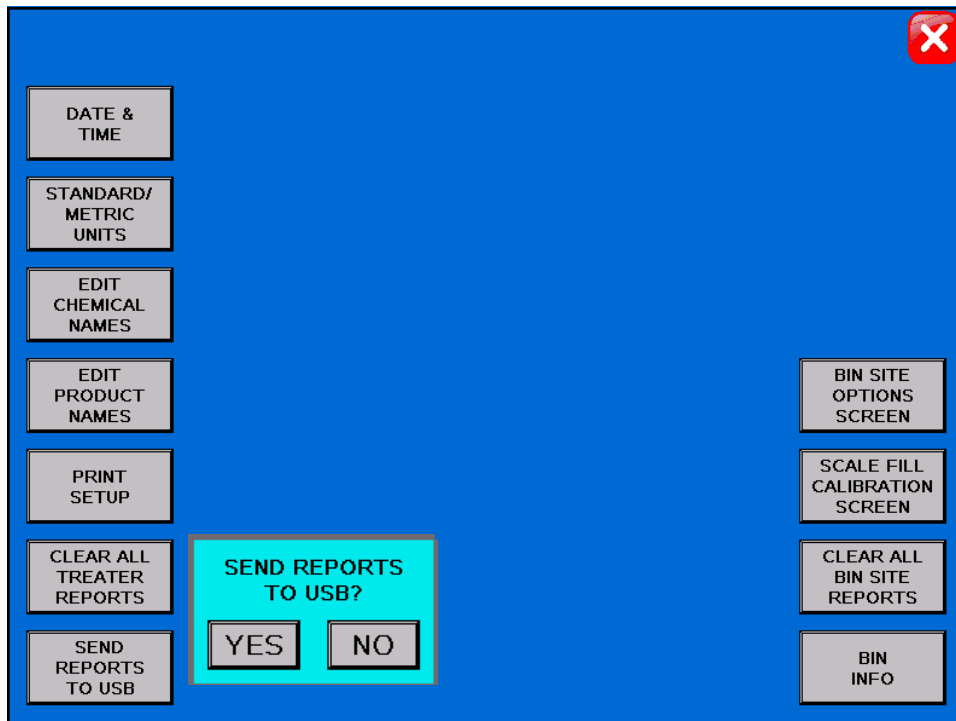 DATE &
TIME
STANDARD/
METRIC
UNITS
EDIT
CHEMICAL
NAMES
EDIT
PRODUCT
NAMES
PRINT
SETUP
CLEAR ALL
TREATER
REPORTS
SEND
REPORTS
TO USB
SEND REPORTS
TO USB?
YES NO
BIN SITE
OPTIONS
SCREEN
SCALE FILL
CALIBRATION
SCREEN
CLEAR ALL
BIN SITE
REPORTS
BIN
INFO